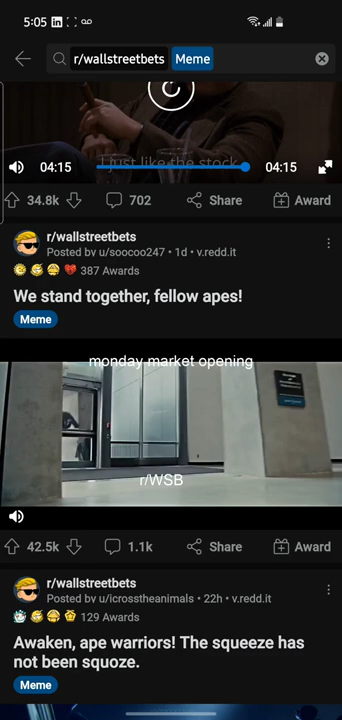 5:05
r/wallstreetbets Meme
I just like the stock
04:15 04:15
34.8k 702 Share Award
r/wallstreetbets
Posted by u/soocoo247 • 1d • v.redd.it
387 Awards
We stand together, fellow apes!
Meme
monday market opening
r/WSB
42.5k 1.1k Share Award
r/wallstreetbets
Posted by u/icrosstheanimals • 22h • v.redd.it
129 Awards
Awaken, ape warriors! The squeeze has
not been squoze.
Meme